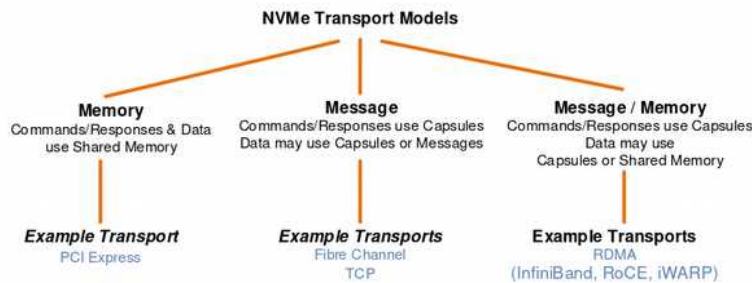 NVMe Transport Models
Memory
Commands/Responses & Data
use Shared Memory
Example Transport
PCI Express
Message
Commands/Responses use Capsules
Data may use Capsules or Messages
Example Transports
Fibre Channel
TCP
Message / Memory
Commands/Responses use Capsules
Data may use
Capsules or Shared Memory
Example Transports
RDMA
(InfiniBand, RoCE, iWARP)